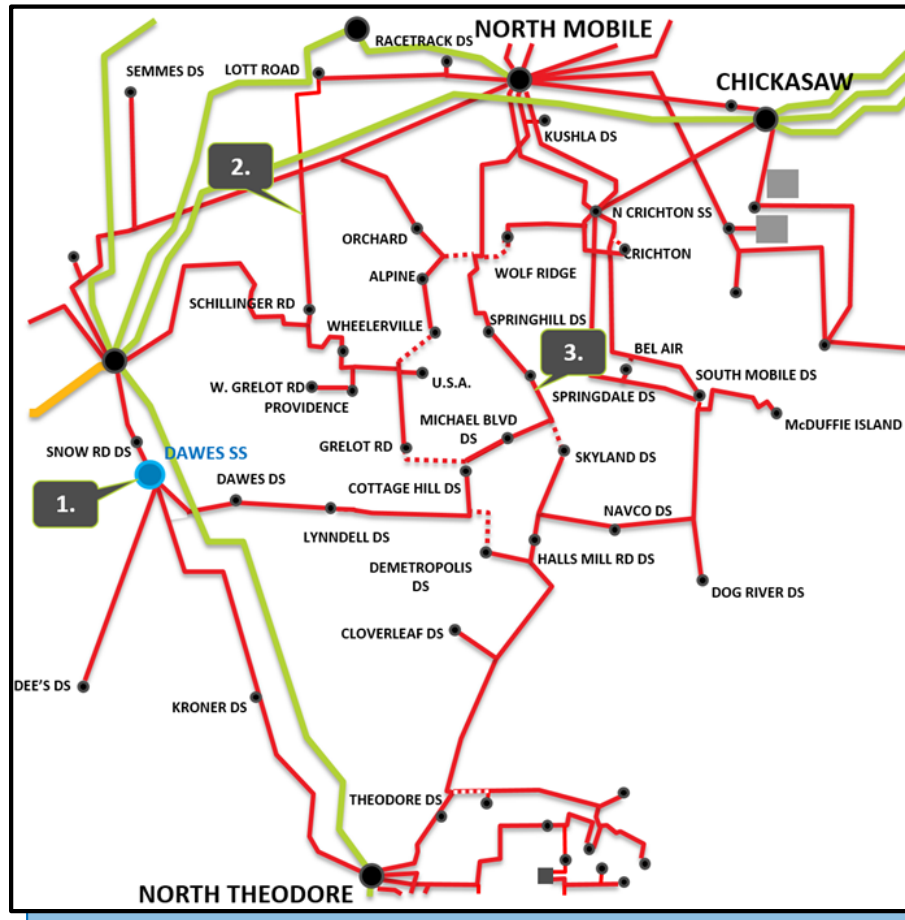 NORTH MOBILE
RACETRACK DS
LOTT ROAD
SEMMES DS
CHICKASAW
KUSHLA DS
2.
N CRICHTON SS
ORCHARD
CRICHTON
WOLF RIDGE
ALPINE
SCHILLINGER RD
SPRINGHILL DS
WHEELERVILLE
3.
BEL AIR
U.S.A.
SOUTH MOBILE DS
W. GRELOT RD
SPRINGDALE DS
PROVIDENCE
McDUFFIE ISLAND
MICHAEL BLVD
DS
GRELOT RD
SNOW RD DS
DAWES SS
SKYLAND DS
DAWES DS
COTTAGE HILL DS
1.
NAVCO DS
LYNNDELL DS
HALLS MILL RD DS
DEMETROPOLIS
DS
DOG RIVER DS
CLOVERLEAF DS
DEE'S DS
KRONER DS
THEODORE DS
NORTH THEODORE